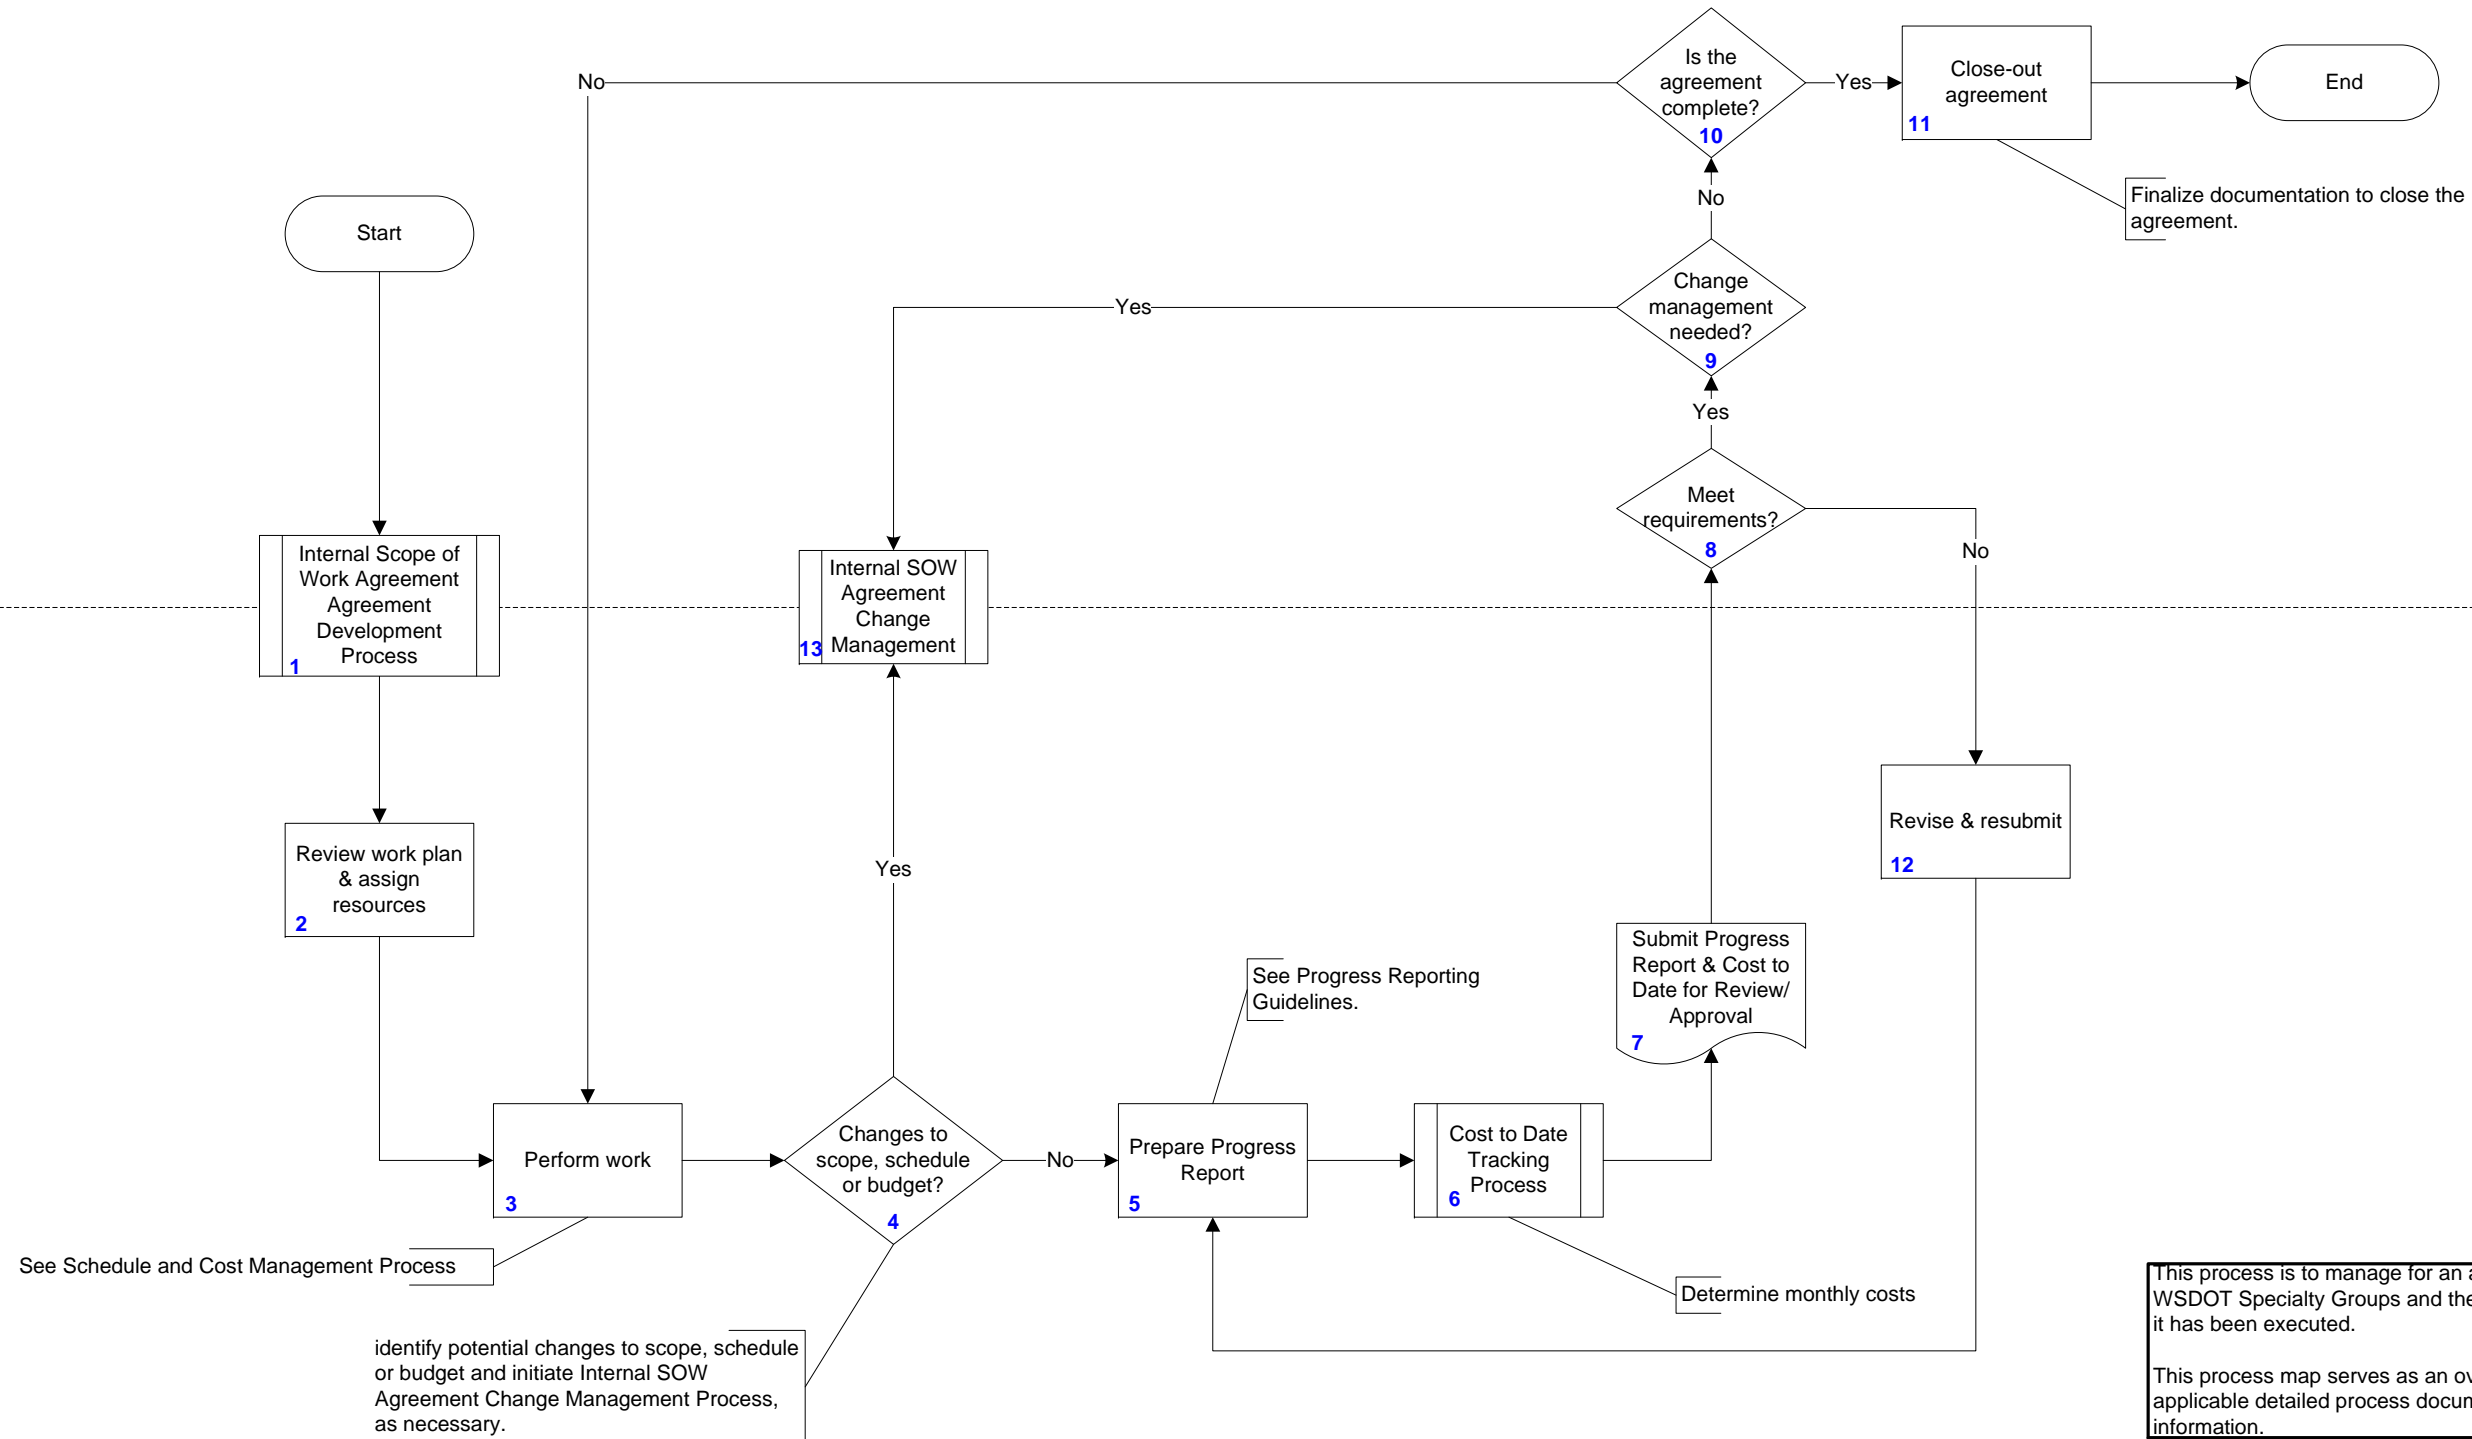 Is the
agreement
complete?
10
Yes
Close-out
agreement
11
End
No
Finalize documentation to close the
agreement.
No
Start
Change
management
needed?
9
Yes
Yes
Meet
requirements?
8
No
Internal Scope of
Work Agreement
Agreement
Development
Process
1
Internal SOW
Agreement
Change
Management
13
Revise & resubmit
12
Review work plan
& assign
resources
2
Yes
Submit Progress
Report & Cost to
Date for Review/
Approval
7
See Progress Reporting
Guidelines.
Perform work
3
Changes to
scope, schedule
or budget?
4
No
Prepare Progress
Report
5
Cost to Date
Tracking
Process
6
See Schedule and Cost Management Process
Determine monthly costs
identify potential changes to scope, schedule
or budget and initiate Internal SOW
Agreement Change Management Process,
as necessary.
This process is to manage for an
WSDOT Specialty Groups and the
it has been executed.
This process map serves as an
applicable detailed process
information.